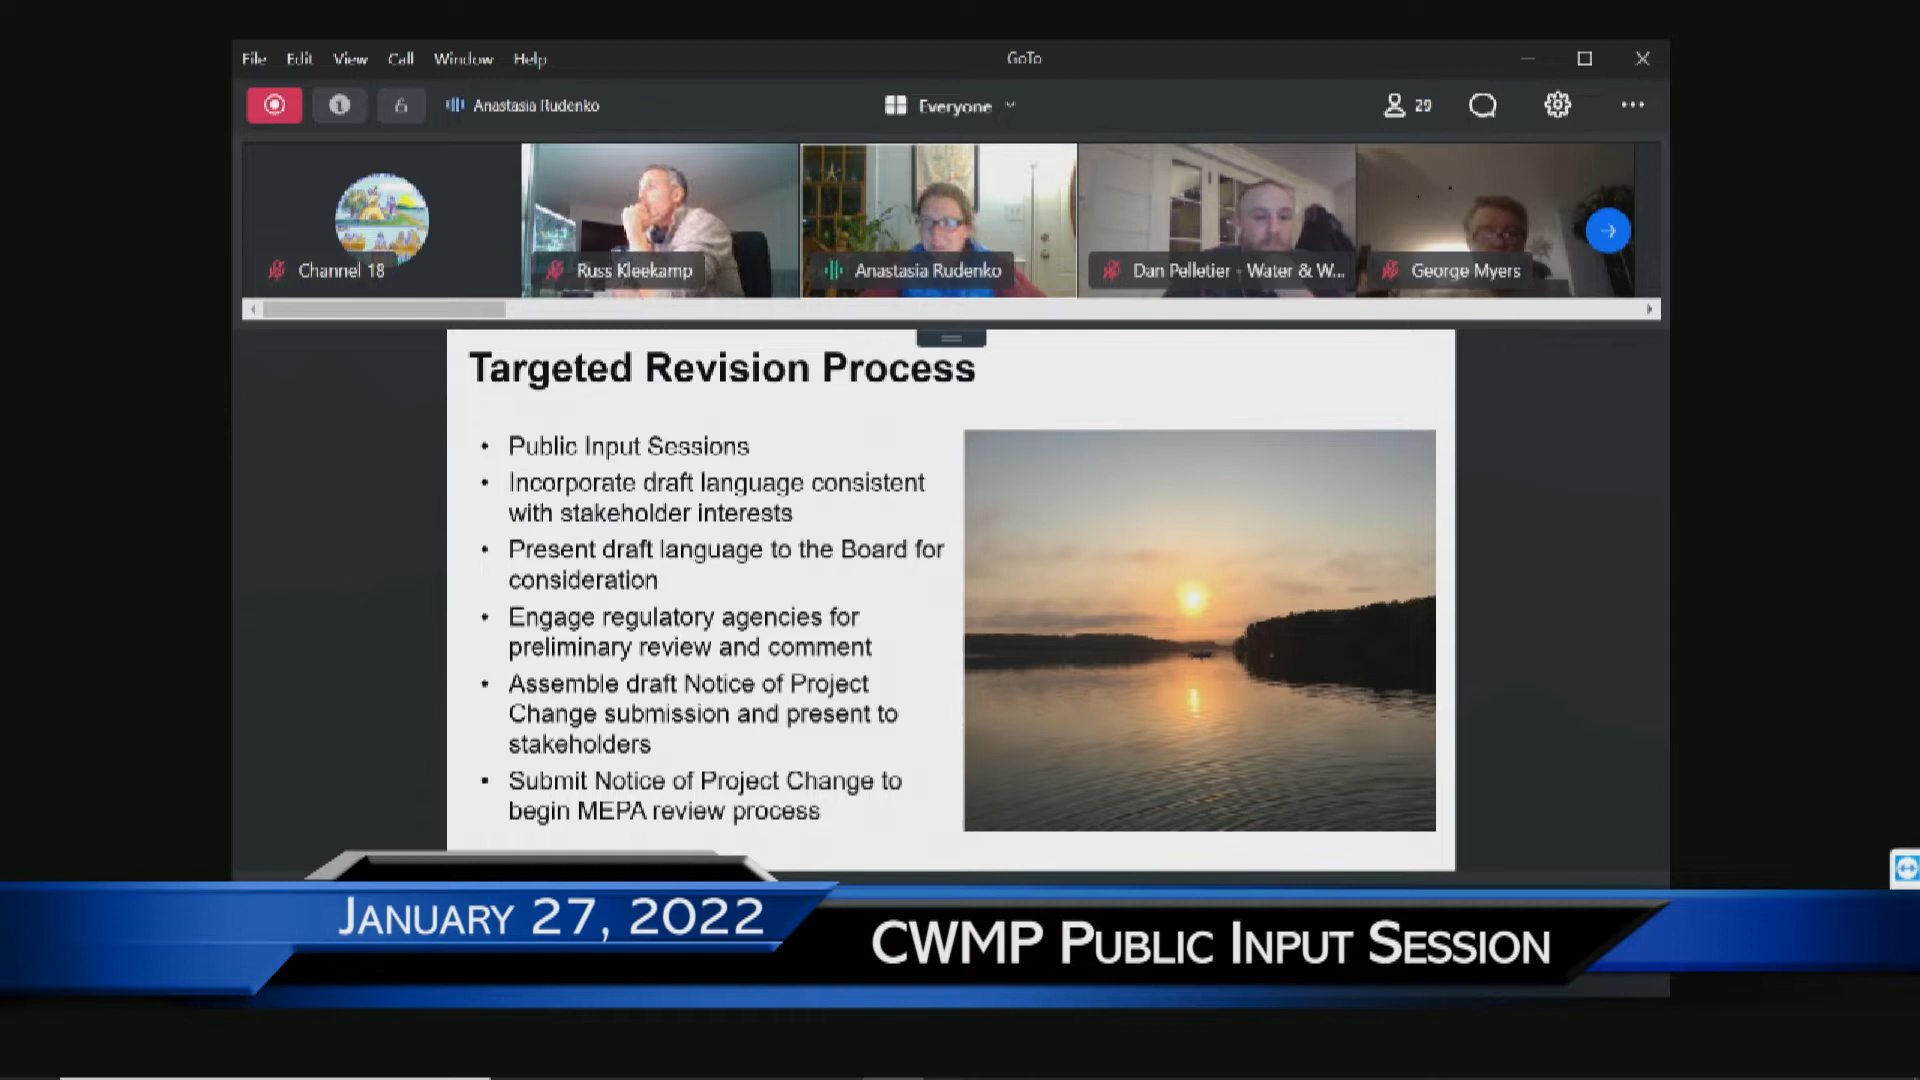 File Edit View Call Window Help
GoTo
Anastasia Rudenko
Everyone
29
Channel 18
Russ Kleekamp
Anastasia Rudenko
Dan Pelletier - Water & W...
George Myers
Targeted Revision Process
• Public Input Sessions
• Incorporate draft language consistent
with stakeholder interests
• Present draft language to the Board for
consideration
• Engage regulatory agencies for
preliminary review and comment
• Assemble draft Notice of Project
Change submission and present to
stakeholders
• Submit Notice of Project Change to
begin MEPA review process
January 27, 2022
CWMP Public Input Session